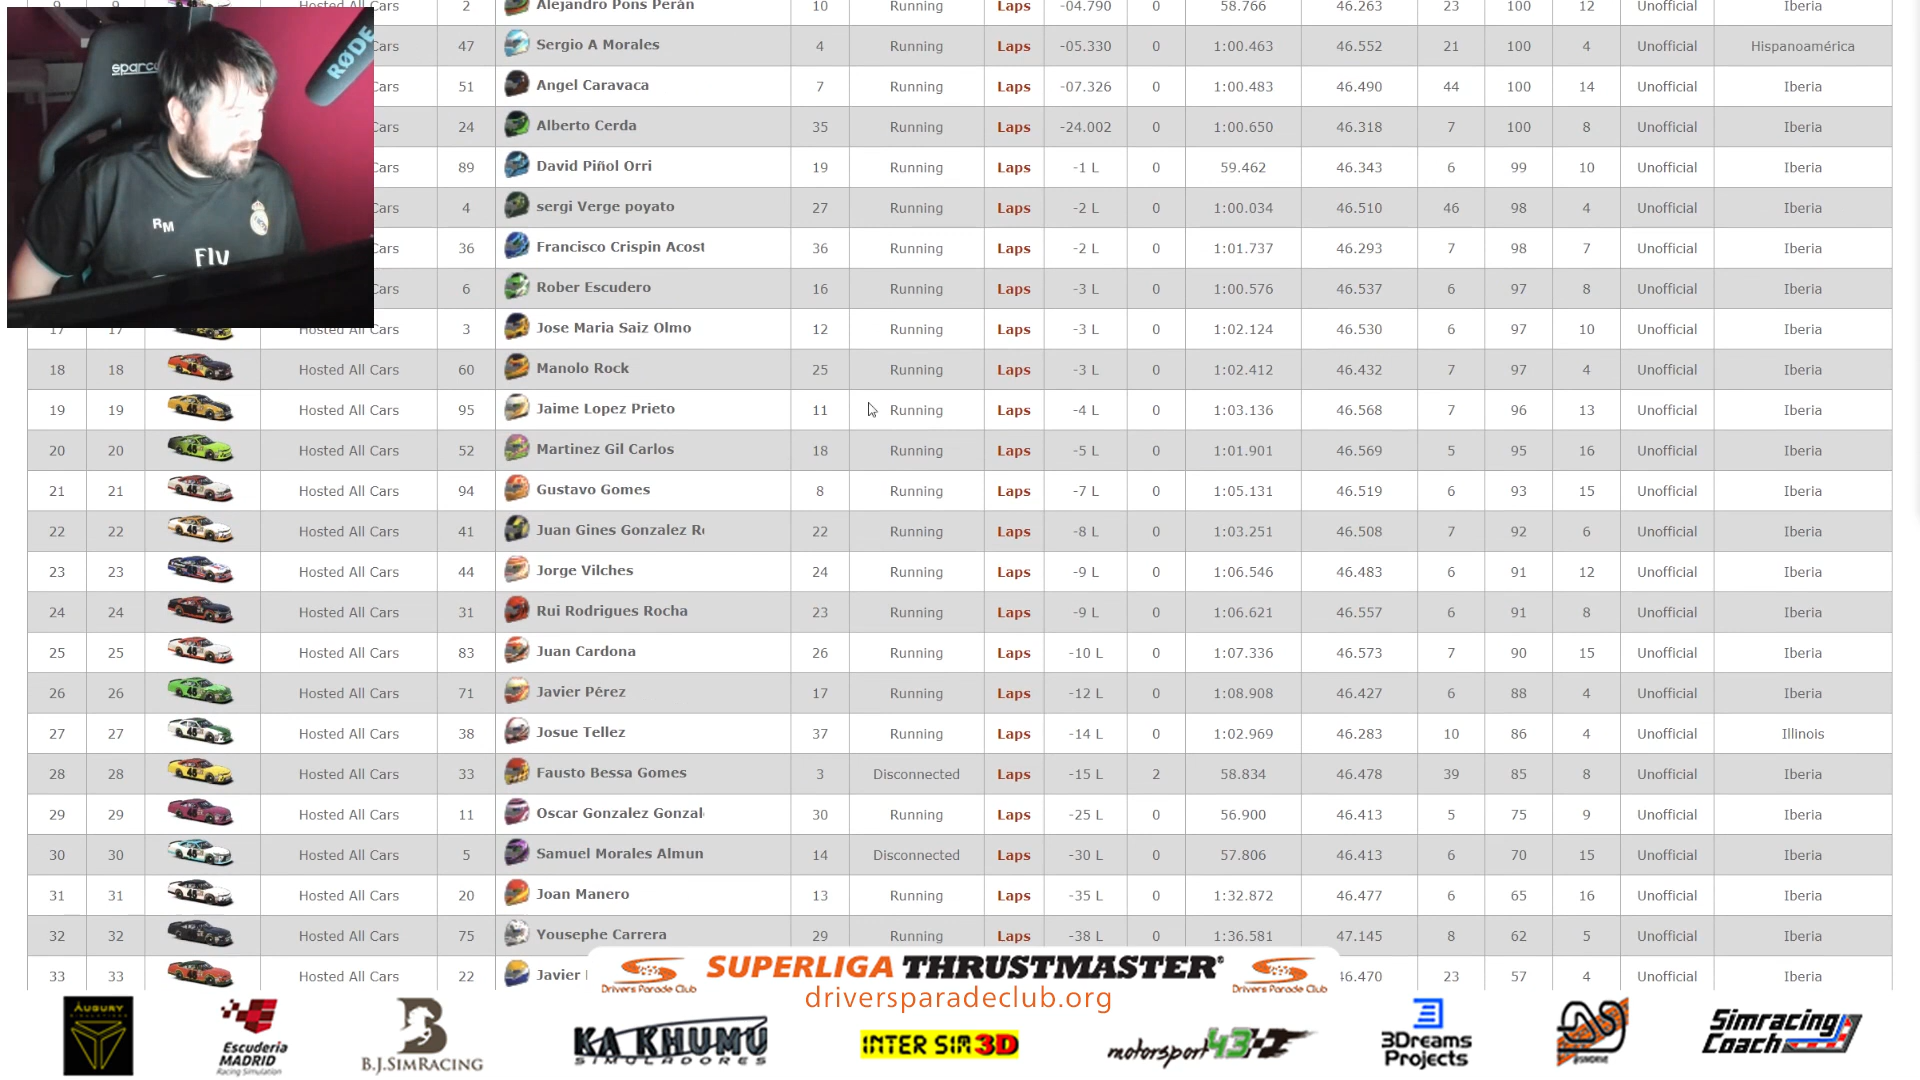 9 9 Hosted All Cars 2 Alejandro Pons Perán 10 Running Laps -04.790 0 58.766 46.263 23 100 12 Unofficial Iberia
Cars 47 Sergio A Morales 4 Running Laps -05.330 0 1:00.463 46.552 21 100 4 Unofficial Hispanoamérica
Cars 51 Angel Caravaca 7 Running Laps -07.326 0 1:00.483 46.490 44 100 14 Unofficial Iberia
Cars 24 Alberto Cerda 35 Running Laps -24.002 0 1:00.650 46.318 7 100 8 Unofficial Iberia
Cars 89 David Piñol Orri 19 Running Laps -1 L 0 59.462 46.343 6 99 10 Unofficial Iberia
Cars 4 sergi Verge poyato 27 Running Laps -2 L 0 1:00.034 46.510 46 98 4 Unofficial Iberia
Cars 36 Francisco Crispin Acost 36 Running Laps -2 L 0 1:01.737 46.293 7 98 7 Unofficial Iberia
Cars 6 Rober Escudero 16 Running Laps -3 L 0 1:00.576 46.537 6 97 8 Unofficial Iberia
17 17 Hosted All Cars 3 Jose Maria Saiz Olmo 12 Running Laps -3 L 0 1:02.124 46.530 6 97 10 Unofficial Iberia
18 18 Hosted All Cars 60 Manolo Rock 25 Running Laps -3 L 0 1:02.412 46.432 7 97 4 Unofficial Iberia
19 19 Hosted All Cars 95 Jaime Lopez Prieto 11 Running Laps -4 L 0 1:03.136 46.568 7 96 13 Unofficial Iberia
20 20 Hosted All Cars 52 Martinez Gil Carlos 18 Running Laps -5 L 0 1:01.901 46.569 5 95 16 Unofficial Iberia
21 21 Hosted All Cars 94 Gustavo Gomes 8 Running Laps -7 L 0 1:05.131 46.519 6 93 15 Unofficial Iberia
22 22 Hosted All Cars 41 Juan Gines Gonzalez R 22 Running Laps -8 L 0 1:03.251 46.508 7 92 6 Unofficial Iberia
23 23 Hosted All Cars 44 Jorge Vilches 24 Running Laps -9 L 0 1:06.546 46.483 6 91 12 Unofficial Iberia
24 24 Hosted All Cars 31 Rui Rodrigues Rocha 23 Running Laps -9 L 0 1:06.621 46.557 6 91 8 Unofficial Iberia
25 25 Hosted All Cars 83 Juan Cardona 26 Running Laps -10 L 0 1:07.336 46.573 7 90 15 Unofficial Iberia
26 26 Hosted All Cars 71 Javier Pérez 17 Running Laps -12 L 0 1:08.908 46.427 6 88 4 Unofficial Iberia
27 27 Hosted All Cars 38 Josue Tellez 37 Running Laps -14 L 0 1:02.969 46.283 10 86 4 Unofficial Illinois
28 28 Hosted All Cars 33 Fausto Bessa Gomes 3 Disconnected Laps -15 L 2 58.834 46.478 39 85 8 Unofficial Iberia
29 29 Hosted All Cars 11 Oscar Gonzalez Gonzal 30 Running Laps -25 L 0 56.900 46.413 5 75 9 Unofficial Iberia
30 30 Hosted All Cars 5 Samuel Morales Almun 14 Disconnected Laps -30 L 0 57.806 46.413 6 70 15 Unofficial Iberia
31 31 Hosted All Cars 20 Joan Manero 13 Running Laps -35 L 0 1:32.872 46.477 6 65 16 Unofficial Iberia
32 32 Hosted All Cars 75 Yousephe Carrera 29 Running Laps -38 L 0 1:36.581 47.145 8 62 5 Unofficial Iberia
33 33 Hosted All Cars 22 Javier 46.470 23 57 4 Unofficial Iberia
sparco
RØDE
RM
Fly
Drivers Parade Club SUPERLIGA THRUSTMASTER Drivers Parade Club
driversparadeclub.org
AUGURY
Escuderia MADRID Racing Simulation
B.J.SIMRACING
KA KHUMU SIMULADORES
INTER SIM 3D
motorsport 43
3Dreams Projects
Simracing Coach